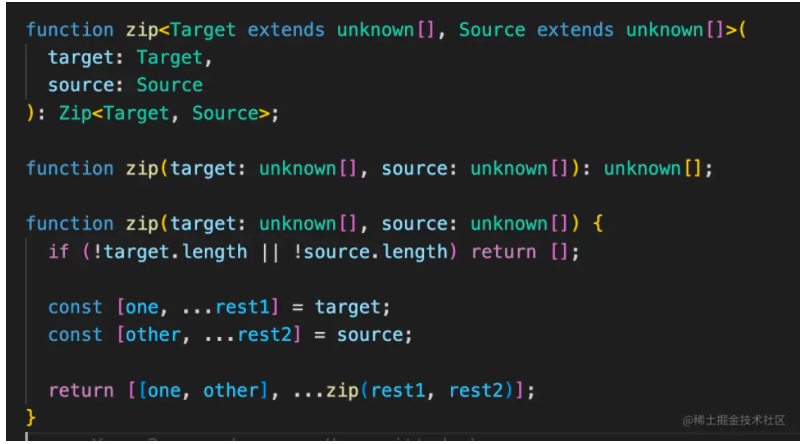 function zip<Target extends unknown[], Source extends unknown[]>(
  target: Target,
  source: Source
): Zip<Target, Source>;
function zip(target: unknown[], source: unknown[]): unknown[];
function zip(target: unknown[], source: unknown[]) {
  if (!target.length || !source.length) return [];
  const [one, ...rest1] = target;
  const [other, ...rest2] = source;
  return [[one, other], ...zip(rest1, rest2)];
}
@稀土掘金技术社区